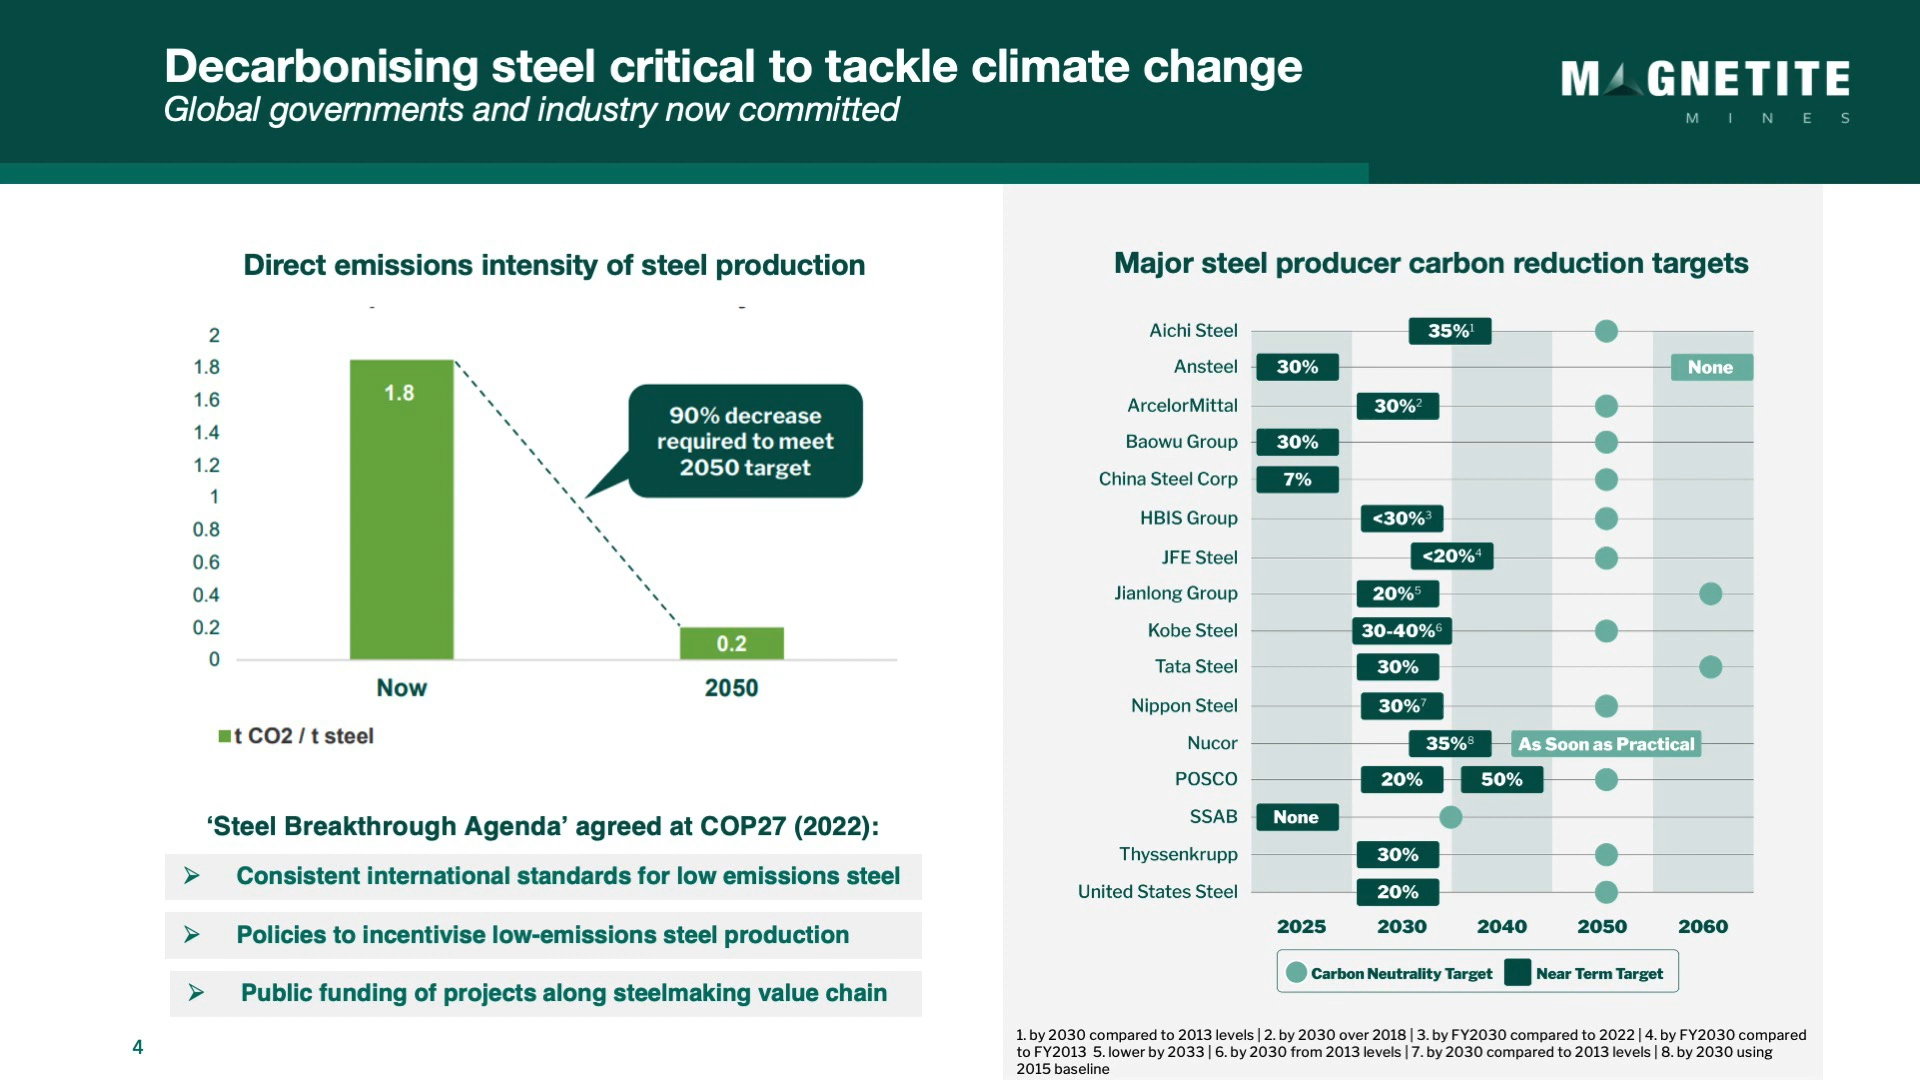 Decarbonising steel critical to tackle climate change
Global governments and industry now committed
MAGNETITE
MINES
Direct emissions intensity of steel production
2
1.8
1.6
1.4
1.2
1
0.8
0.6
0.4
0.2
0
1.8
90% decrease
required to meet
2050 target
0.2
Now
2050
t CO2 / t steel
‘Steel Breakthrough Agenda’ agreed at COP27 (2022):
➢ Consistent international standards for low emissions steel
➢ Policies to incentivise low-emissions steel production
➢ Public funding of projects along steelmaking value chain
4
Major steel producer carbon reduction targets
Aichi Steel 35%¹
Ansteel 30% None
ArcelorMittal 30%²
Baowu Group 30%
China Steel Corp 7%
HBIS Group <30%³
JFE Steel <20%⁴
Jianlong Group 20%⁵
Kobe Steel 30-40%⁶
Tata Steel 30%
Nippon Steel 30%⁷
Nucor 35%⁸ As Soon as Practical
POSCO 20% 50%
SSAB None
Thyssenkrupp 30%
United States Steel 20%
2025 2030 2040 2050 2060
Carbon Neutrality Target Near Term Target
1. by 2030 compared to 2013 levels | 2. by 2030 over 2018 | 3. by FY2030 compared to 2022 | 4. by FY2030 compared
to FY2013 5. lower by 2033 | 6. by 2030 from 2013 levels | 7. by 2030 compared to 2013 levels | 8. by 2030 using
2015 baseline